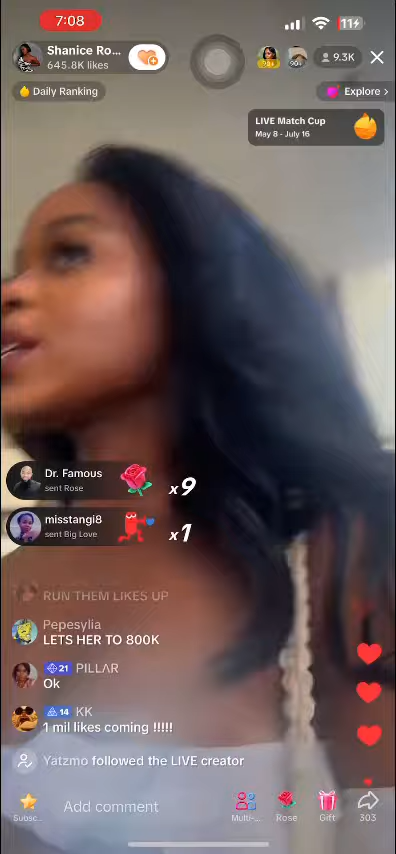 7:08
11
Shanice Ro...
645.8K likes
9.3K
Daily Ranking
Explore >
LIVE Match Cup
May 8 - July 16
Dr. Famous
sent Rose
x9
misstangi8
sent Big Love
x1
RUN THEM LIKES UP
Pepesylia
LETS HER TO 800K
21 PILLΛR
Ok
14 KK
1 mil likes coming !!!!!
Yatzmo followed the LIVE creator
Subsc...
Add comment
Multi-...
Rose
Gift
303